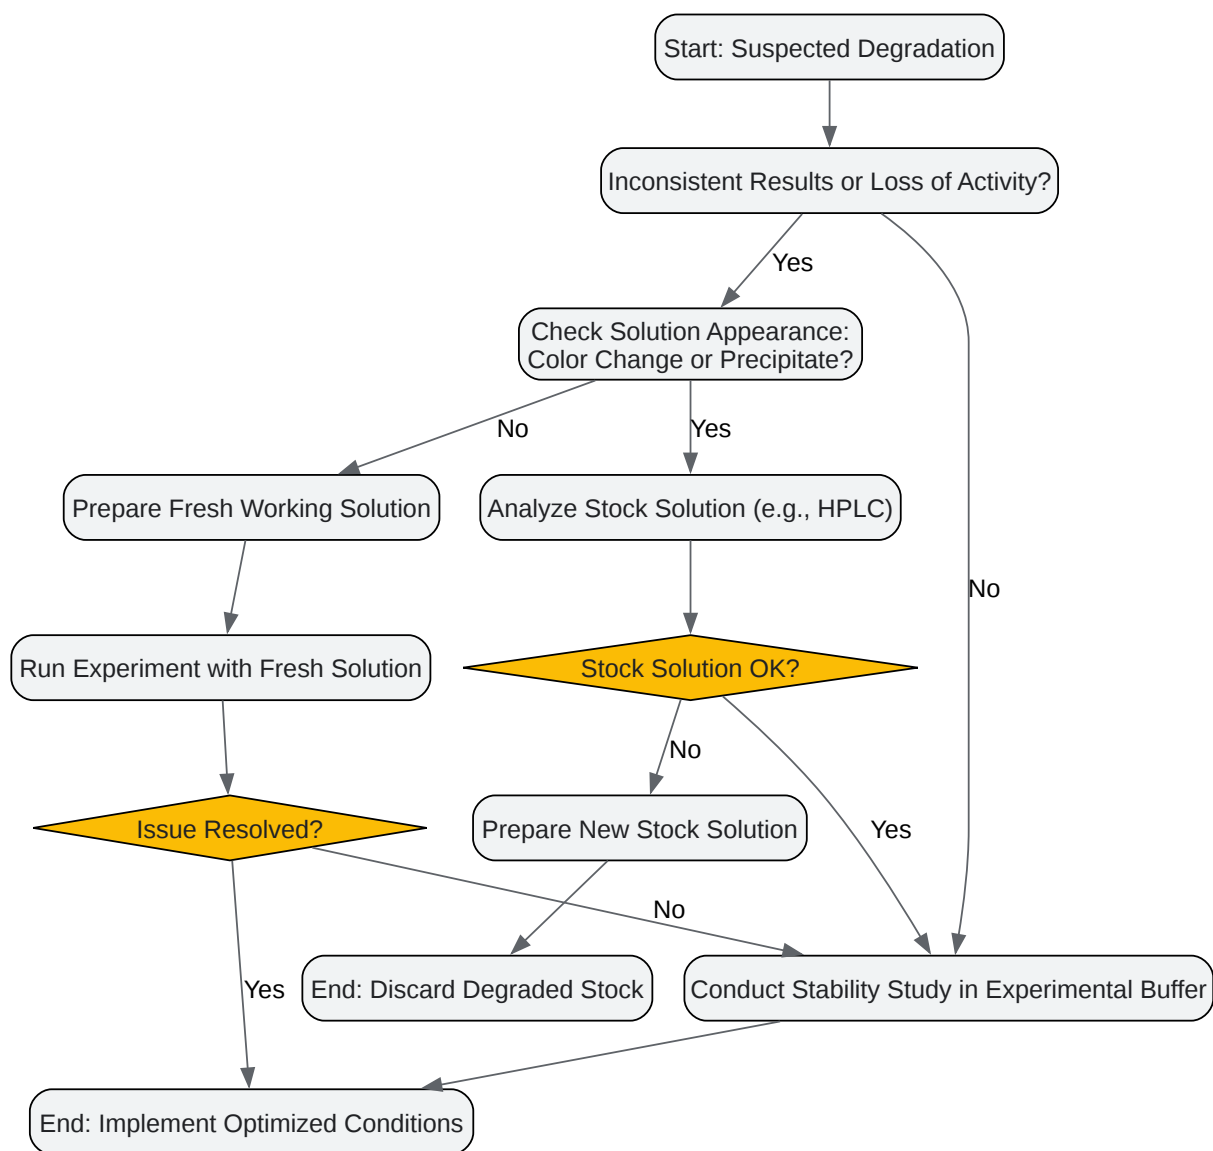 Start: Suspected Degradation
Inconsistent Results or Loss of Activity?
Yes
Check Solution Appearance:
Color Change or Precipitate?
No
Yes
Prepare Fresh Working Solution
Analyze Stock Solution (e.g., HPLC)
No
Run Experiment with Fresh Solution
Stock Solution OK?
No
Issue Resolved?
Prepare New Stock Solution
Yes
No
Yes
End: Discard Degraded Stock
Conduct Stability Study in Experimental Buffer
End: Implement Optimized Conditions